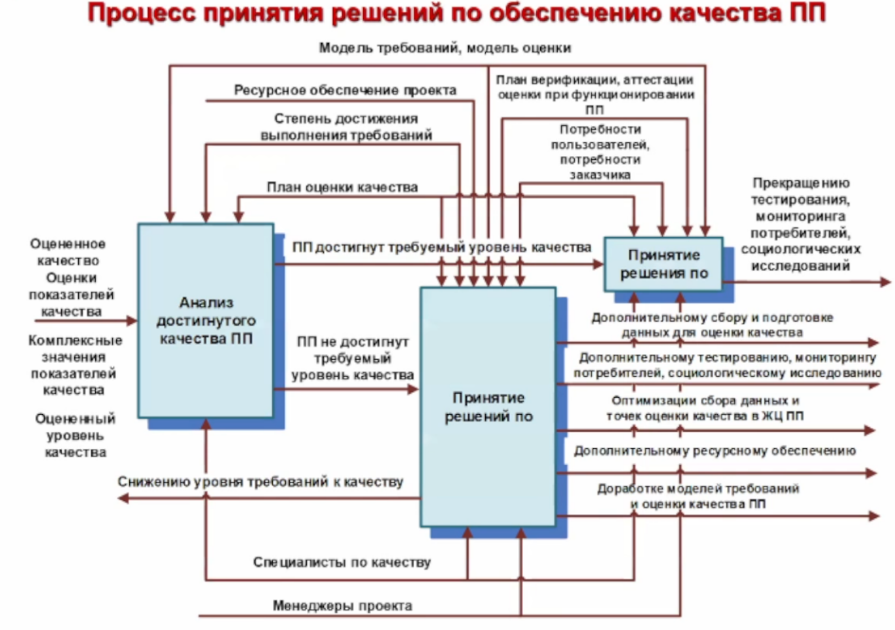 Процесс принятия решений по обеспечению качества ПП
Модель требований, модель оценки
Ресурсное обеспечение проекта
План верификации, аттестации
оценки при функционировании
ПП
Степень достижения
выполнения требований
Потребности
пользователей,
потребности
заказчика
План оценки качества
Прекращению
тестирования,
мониторинга
потребителей,
социологических
исследований
Оцененное
качество
Оценки
показателей
качества
Комплексные
значения
показателей
качества
Оцененный
уровень
качества
Анализ
достигнутого
качества ПП
ПП достигнут требуемый уровень качества
Принятие
решения по
ПП не достигнут
требуемый
уровень качества
Принятие
решений по
Дополнительному сбору и подготовке
данных для оценки качества
Дополнительному тестированию, мониторингу
потребителей, социологическому исследованию
Оптимизации сбора данных и
точек оценки качества в ЖЦ ПП
Дополнительному ресурсному обеспечению
Доработке моделей требований
и оценки качества ПП
Снижению уровня требований к качеству
Специалисты по качеству
Менеджеры проекта